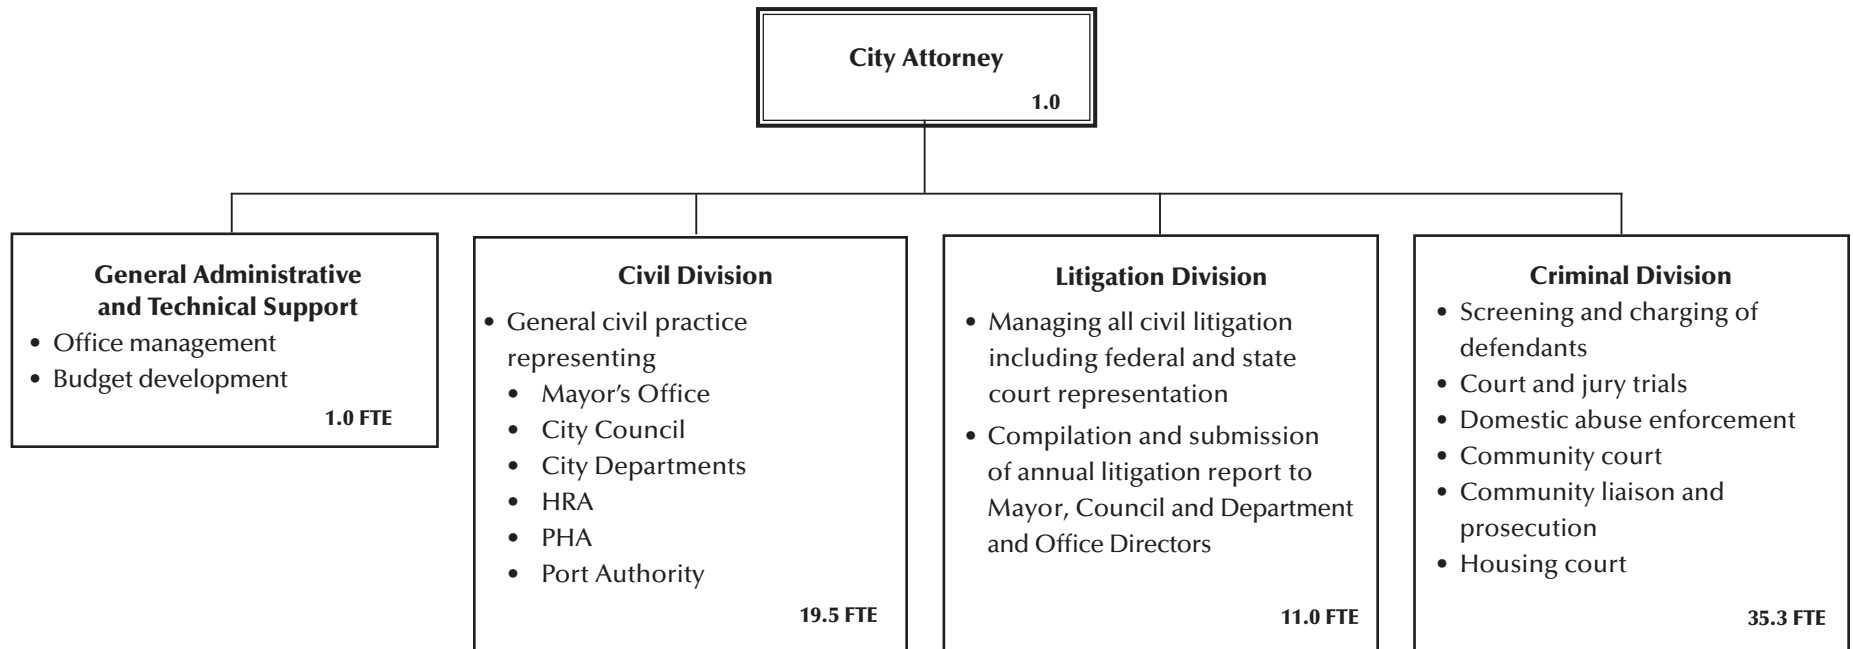 City Attorney
1.0
General Administrative
and Technical Support
• Office management
• Budget development
1.0 FTE
Civil Division
• General civil practice
representing
• Mayor’s Office
• City Council
• City Departments
• HRA
• PHA
• Port Authority
19.5 FTE
Litigation Division
• Managing all civil litigation
including federal and state
court representation
• Compilation and submission
of annual litigation report to
Mayor, Council and Department
and Office Directors
11.0 FTE
Criminal Division
• Screening and charging of
defendants
• Court and jury trials
• Domestic abuse enforcement
• Community court
• Community liaison and
prosecution
• Housing court
35.3 FTE